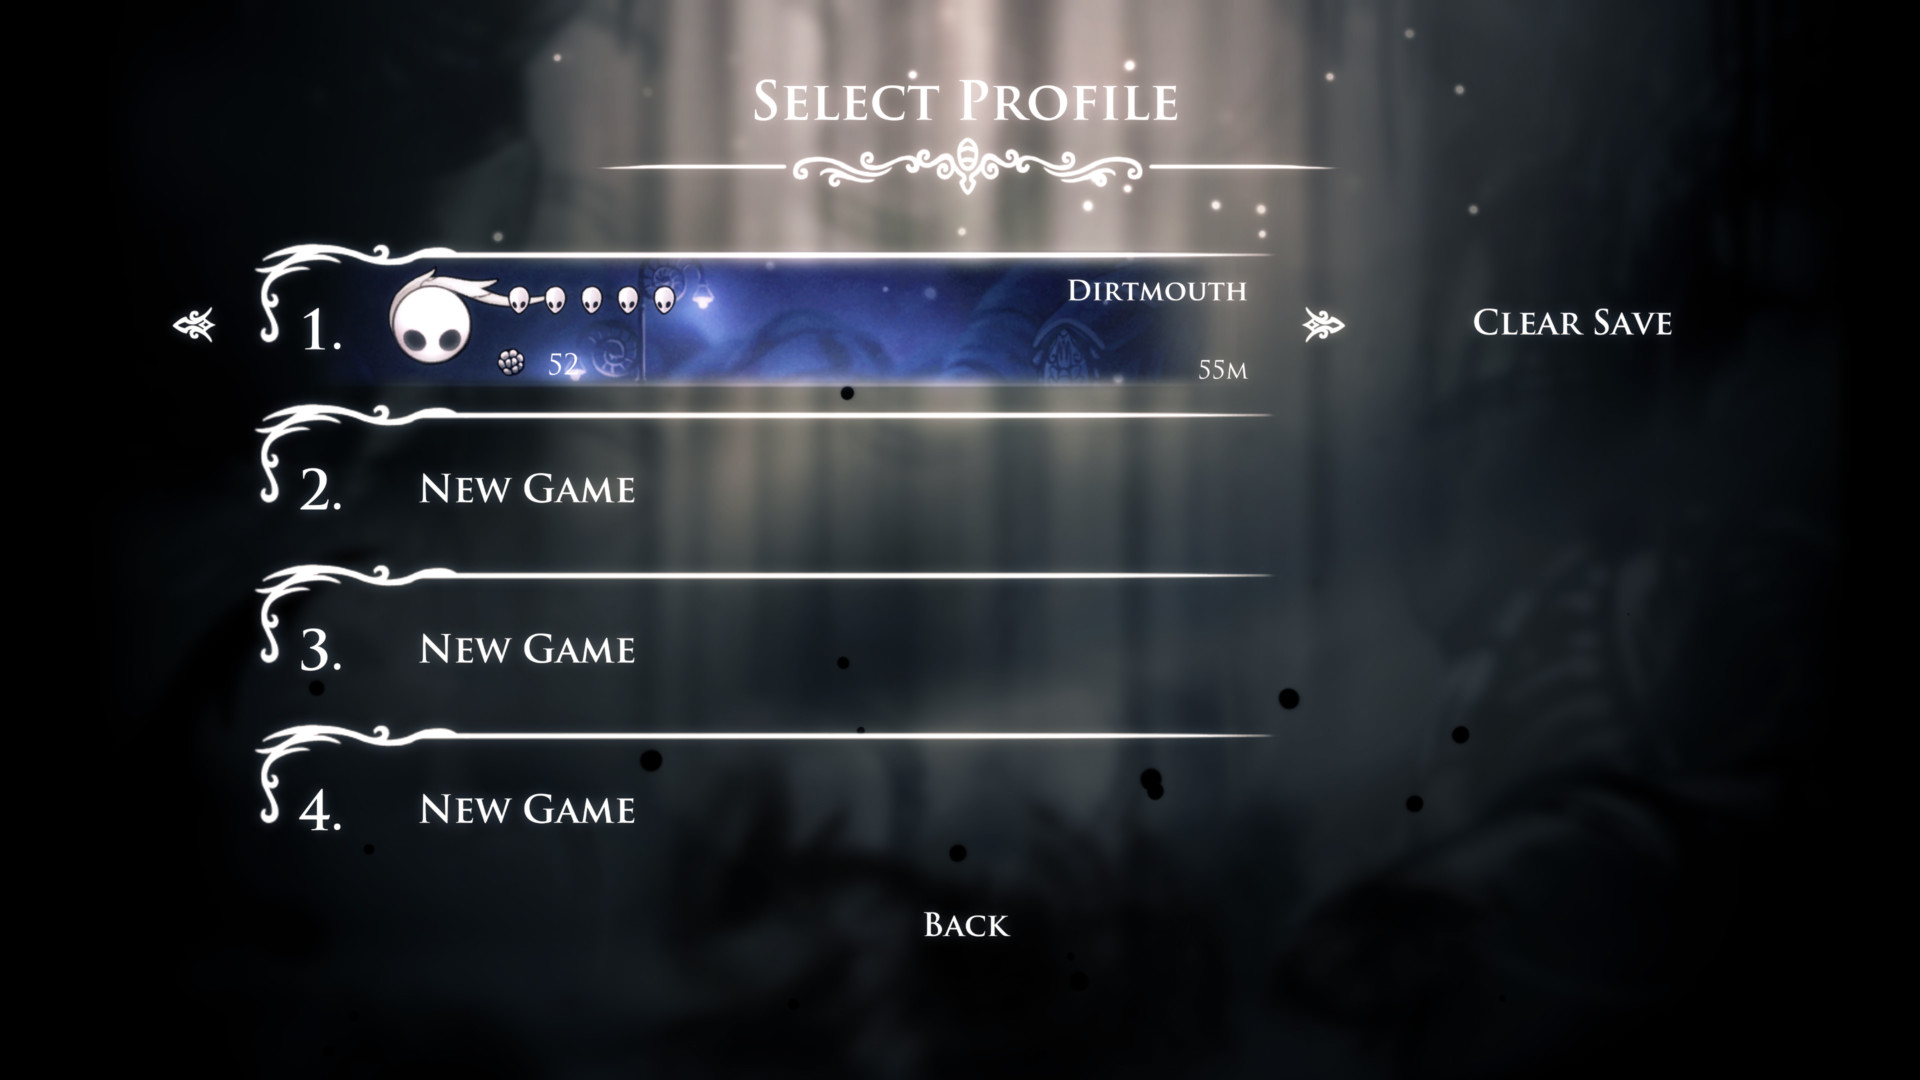 Select Profile
1.
Dirtmouth
52
55m
Clear Save
2. New Game
3. New Game
4. New Game
Back